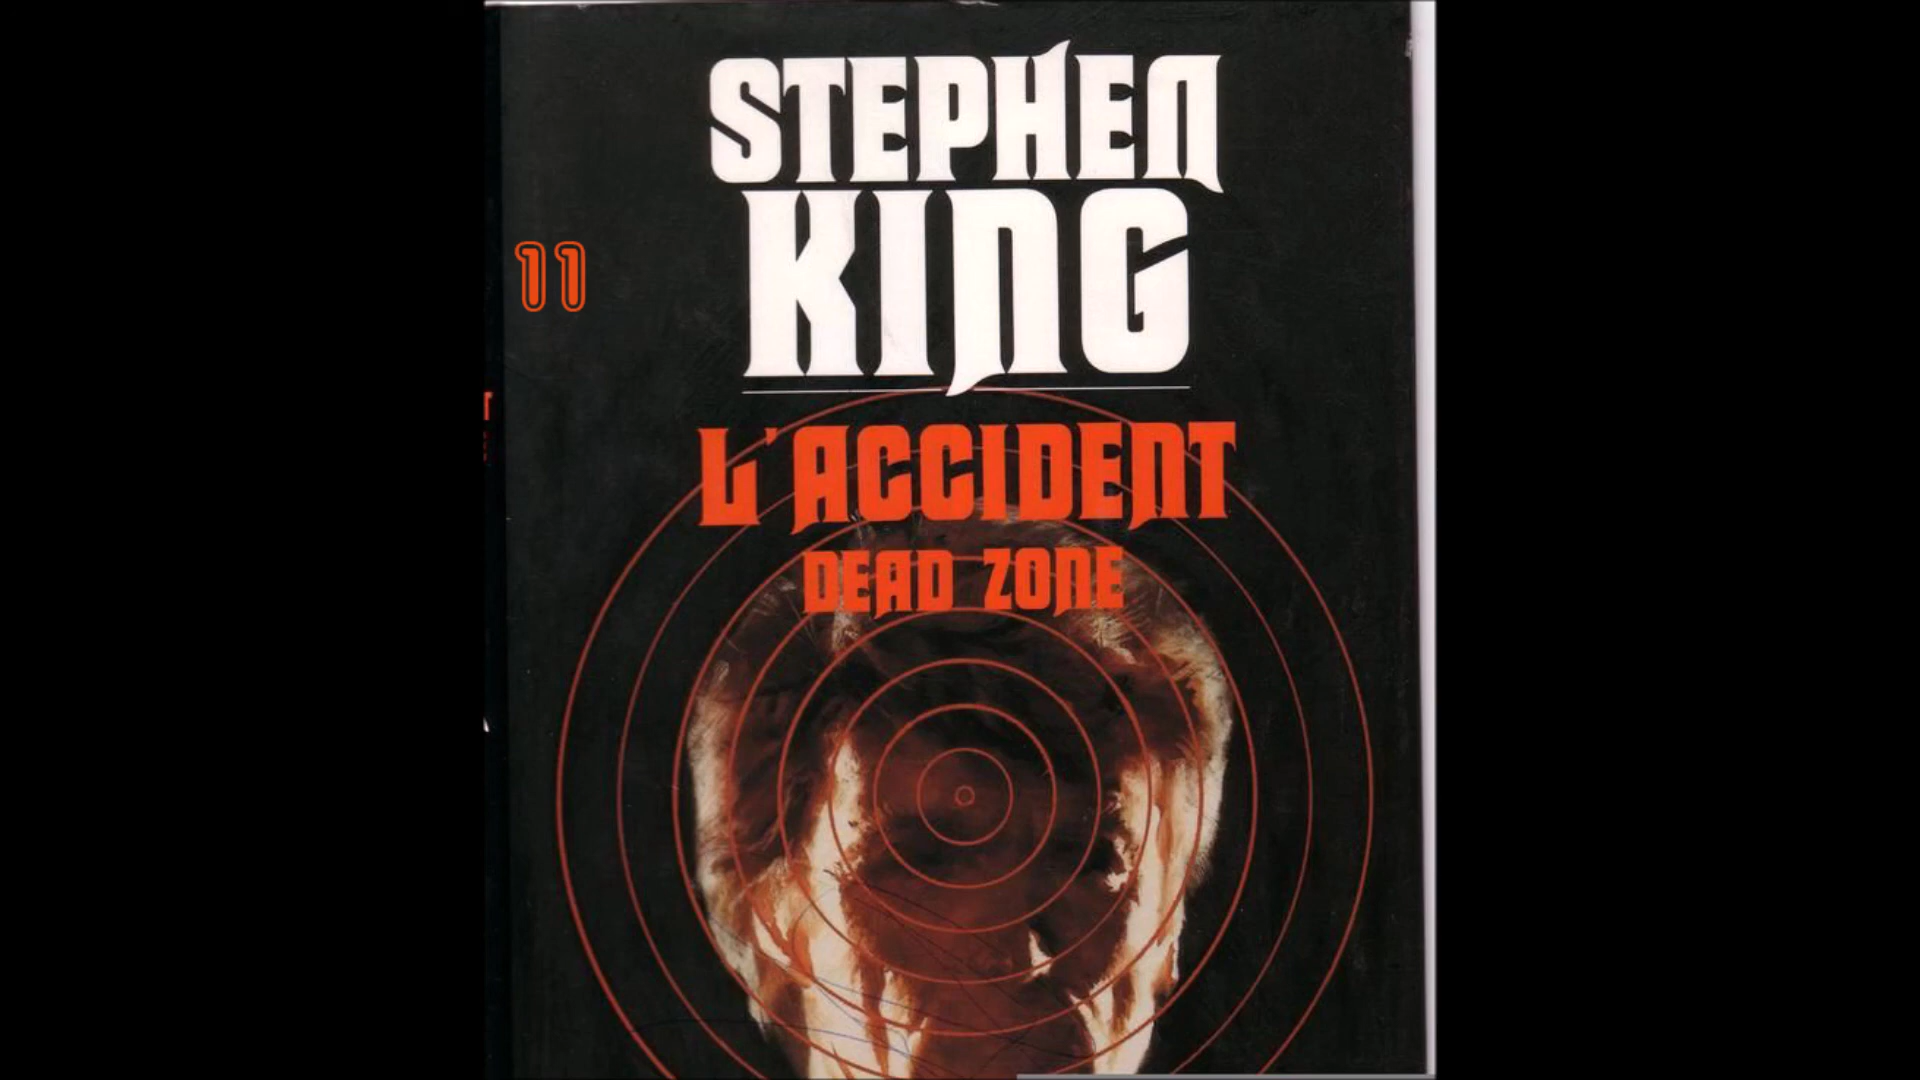 STEPHEN
KING
11
L'ACCIDENT
DEAD ZONE